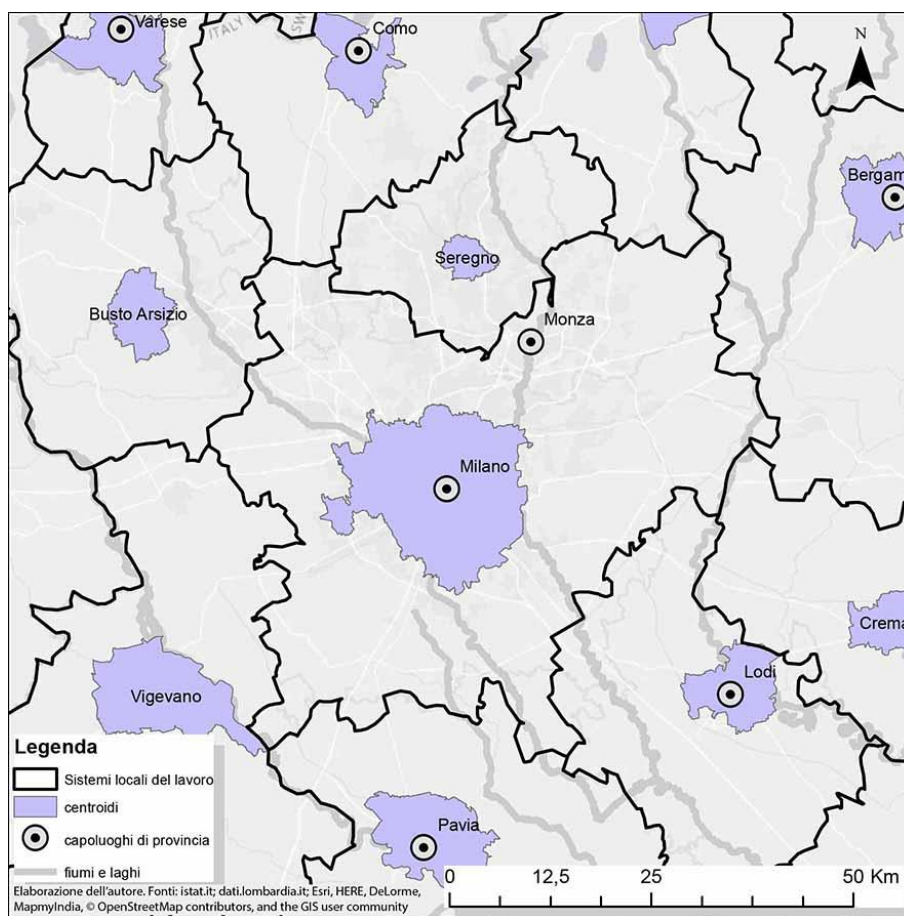 Varese
ITALY
SW
Como
N
Bergam
Seregno
Busto Arsizio
Monza
Milano
Crema
Lodi
Vigevano
Pavia
Legenda
Sistemi locali del lavoro
centroidi
capoluoghi di provincia
fiumi e laghi
0 12,5 25 50 Km
Elaborazione dell'autore. Fonti: istat.it; dati.lombardia.it; Esri, HERE, DeLorme,
MapmyIndia, © OpenStreetMap contributors, and the GIS user community